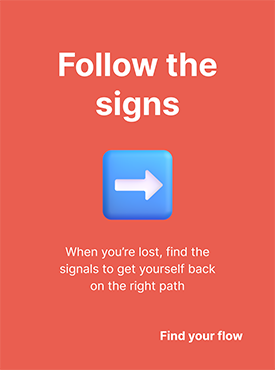 Follow the
signs
When you’re lost, find the
signals to get yourself back
on the right path
Find your flow